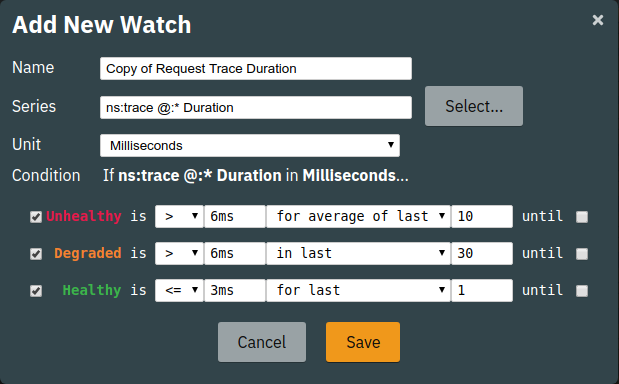 Add New Watch ×
Name Copy of Request Trace Duration
Series ns:trace @:* Duration Select...
Unit Milliseconds
Condition If ns:trace @:* Duration in Milliseconds...
Unhealthy is > 6ms for average of last 10 until
Degraded is > 6ms in last 30 until
Healthy is <= 3ms for last 1 until
Cancel Save